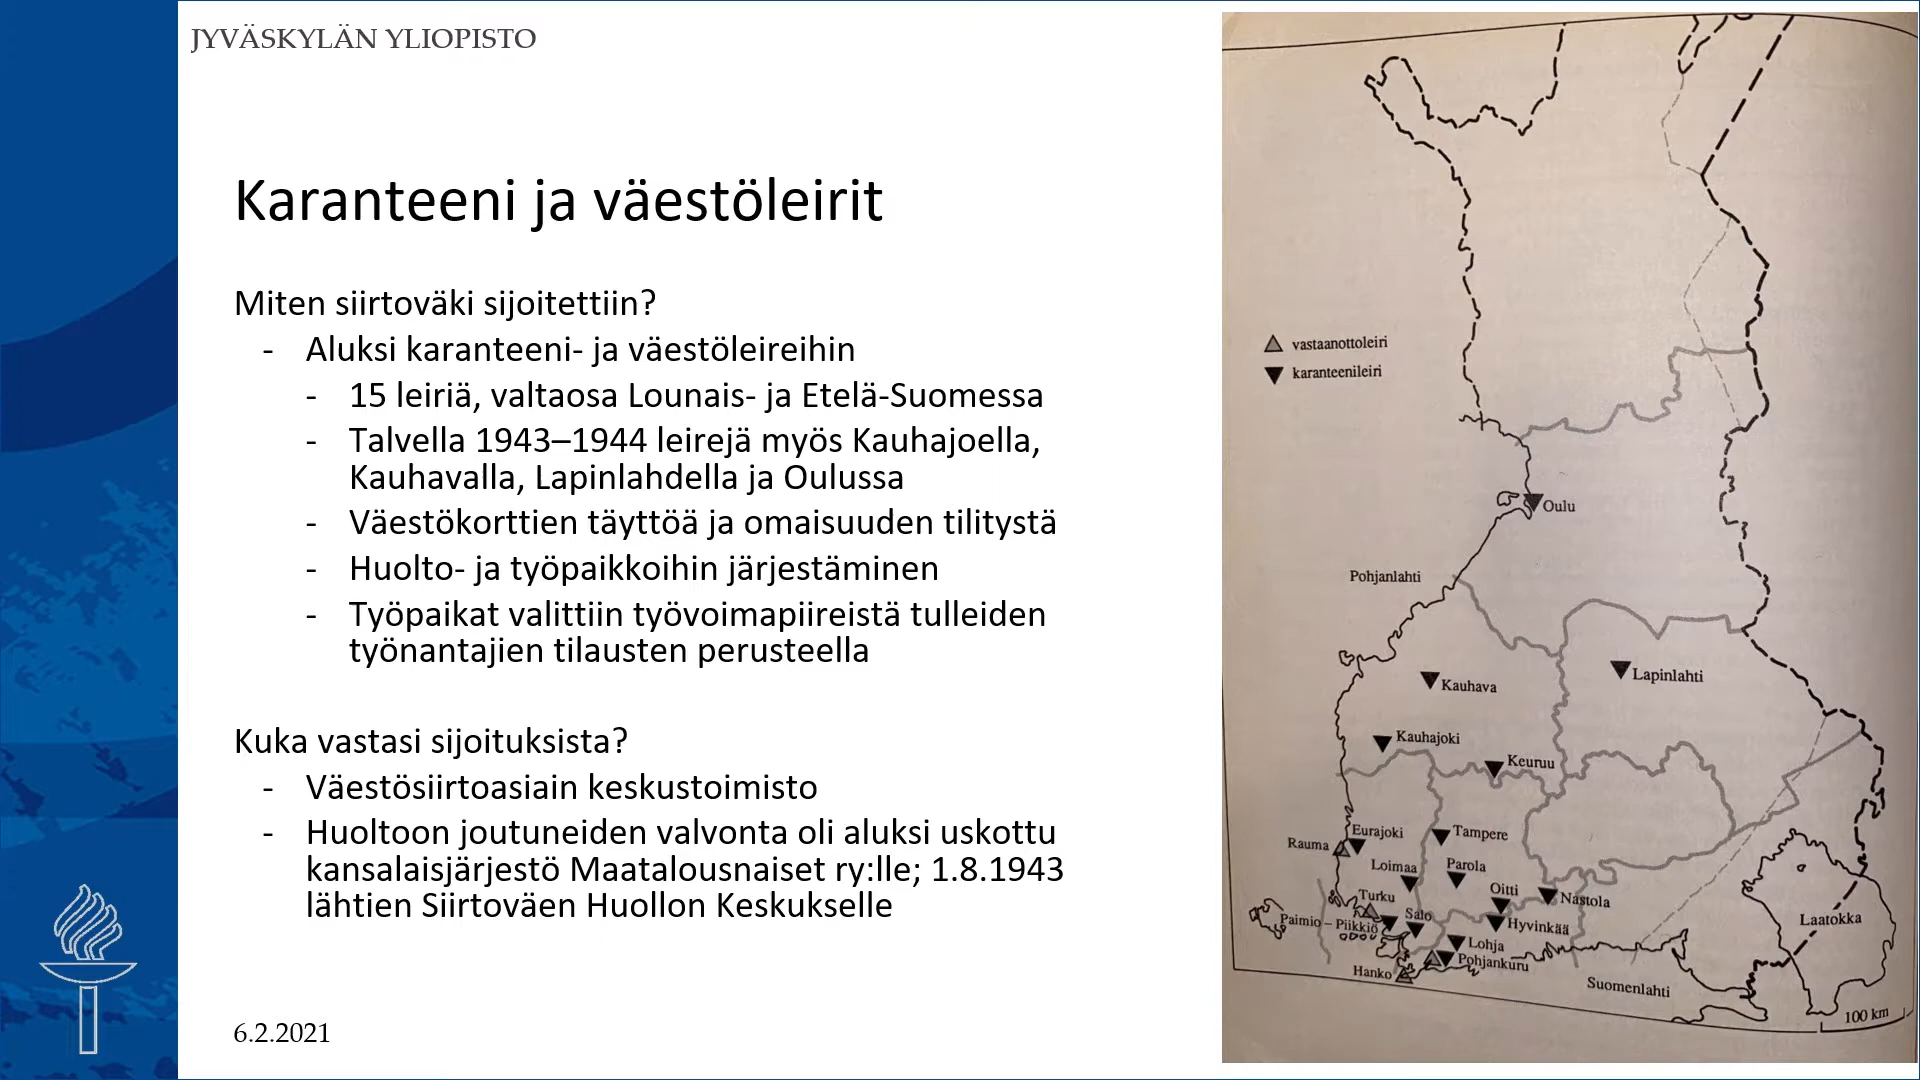 JYVÄSKYLÄN YLIOPISTO
Karanteeni ja väestöleirit
Miten siirtoväki sijoitettiin?
- Aluksi karanteeni- ja väestöleireihin
- 15 leiriä, valtaosa Lounais- ja Etelä-Suomessa
- Talvella 1943–1944 leirejä myös Kauhajoella,
Kauhavalla, Lapinlahdella ja Oulussa
- Väestökorttien täyttöä ja omaisuuden tilitystä
- Huolto- ja työpaikkoihin järjestäminen
- Työpaikat valittiin työvoimapiireistä tulleiden
työnantajien tilausten perusteella
Kuka vastasi sijoituksista?
- Väestösiirtoasiain keskustoimisto
- Huoltoon joutuneiden valvonta oli aluksi uskottu
kansalaisjärjestö Maatalousnaiset ry:lle; 1.8.1943
lähtien Siirtoväen Huollon Keskukselle
6.2.2021
vastaanottoleiri
karanteenileiri
Oulu
Pohjanlahti
Lapinlahti
Kauhava
Kauhajoki
Keuruu
Eurajoki
Tampere
Rauma
Loimaa
Parola
Oitti
Turku
Nastola
Salo
Paimio – Piikkiö
Hyvinkää
Laatokka
Lohja
Pohjankuru
Hanko
Suomenlahti
100 km